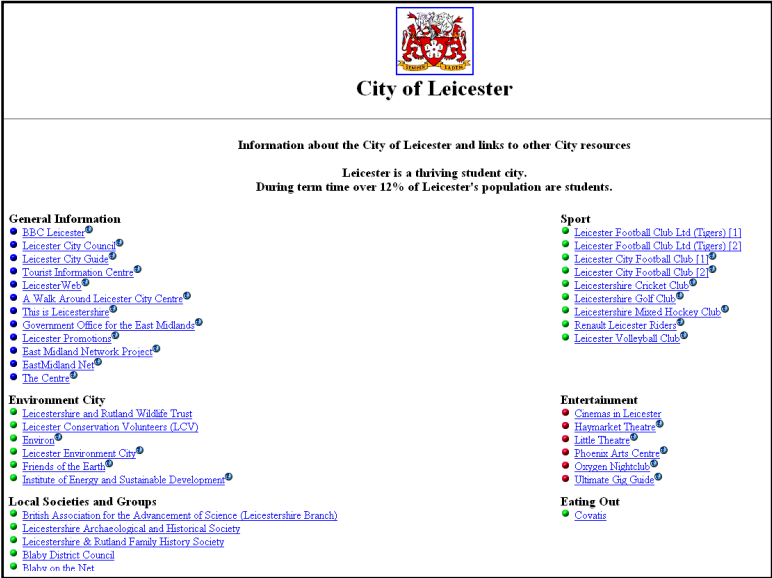 SEMPER EADEM
City of Leicester
Information about the City of Leicester and links to other City resources
Leicester is a thriving student city.
During term time over 12% of Leicester's population are students.
General Information
BBC Leicester
Leicester City Council
Leicester City Guide
Tourist Information Centre
LeicesterWeb
A Walk Around Leicester City Centre
This is Leicestershire
Government Office for the East Midlands
Leicester Promotions
East Midland Network Project
EastMidland Net
The Centre
Sport
Leicester Football Club Ltd (Tigers) [1]
Leicester Football Club Ltd (Tigers) [2]
Leicester City Football Club [1]
Leicester City Football Club [2]
Leicestershire Cricket Club
Leicestershire Golf Club
Leicestershire Mixed Hockey Club
Renault Leicester Riders
Leicester Volleyball Club
Environment City
Leicestershire and Rutland Wildlife Trust
Leicester Conservation Volunteers (LCV)
Environ
Leicester Environment City
Friends of the Earth
Institute of Energy and Sustainable Development
Entertainment
Cinemas in Leicester
Haymarket Theatre
Little Theatre
Phoenix Arts Centre
Oxygen Nightclub
Ultimate Gig Guide
Local Societies and Groups
British Association for the Advancement of Science (Leicestershire Branch)
Leicestershire Archaeological and Historical Society
Leicestershire & Rutland Family History Society
Blaby District Council
Blaby on the Net
Eating Out
Covatis